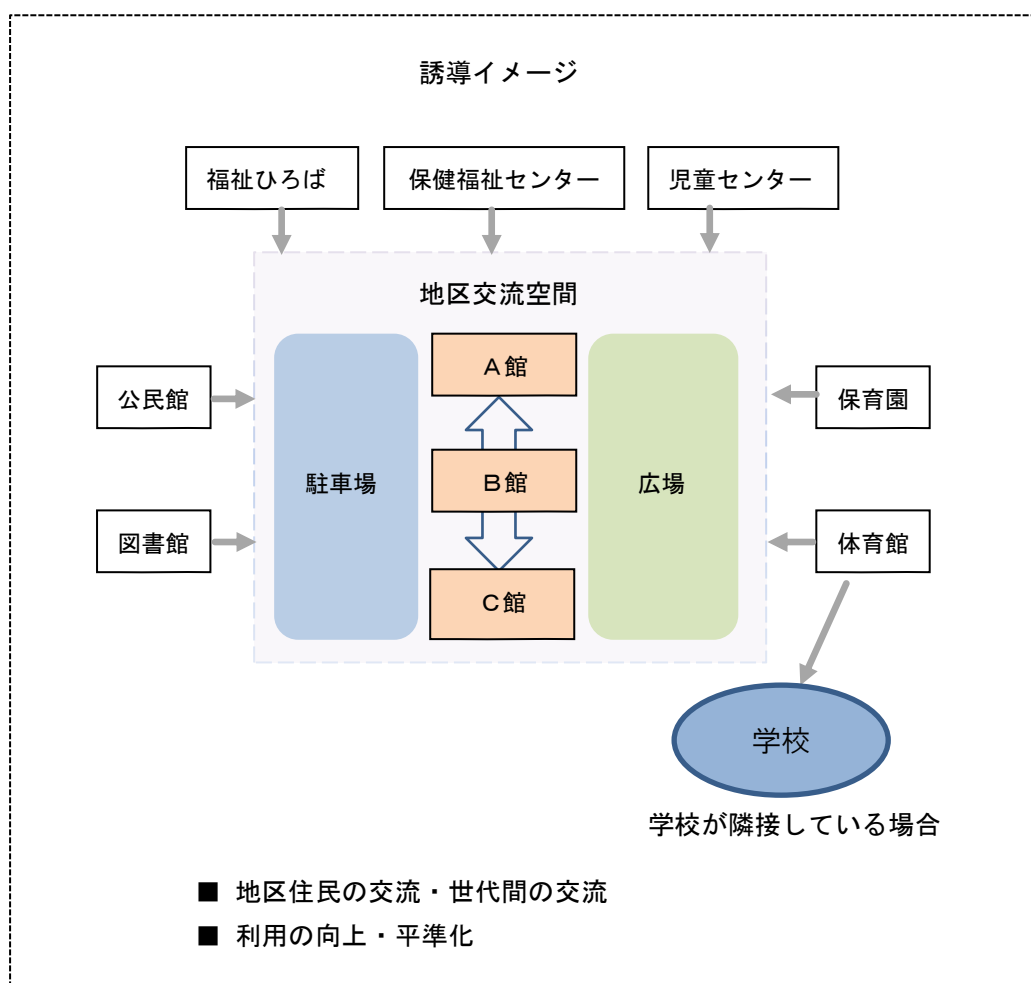 誘導イメージ
福祉ひろば
保健福祉センター
児童センター
地区交流空間
A館
公民館
保育園
駐車場
B館
広場
図書館
体育館
C館
学校
学校が隣接している場合
■ 地区住民の交流・世代間の交流
■ 利用の向上・平準化